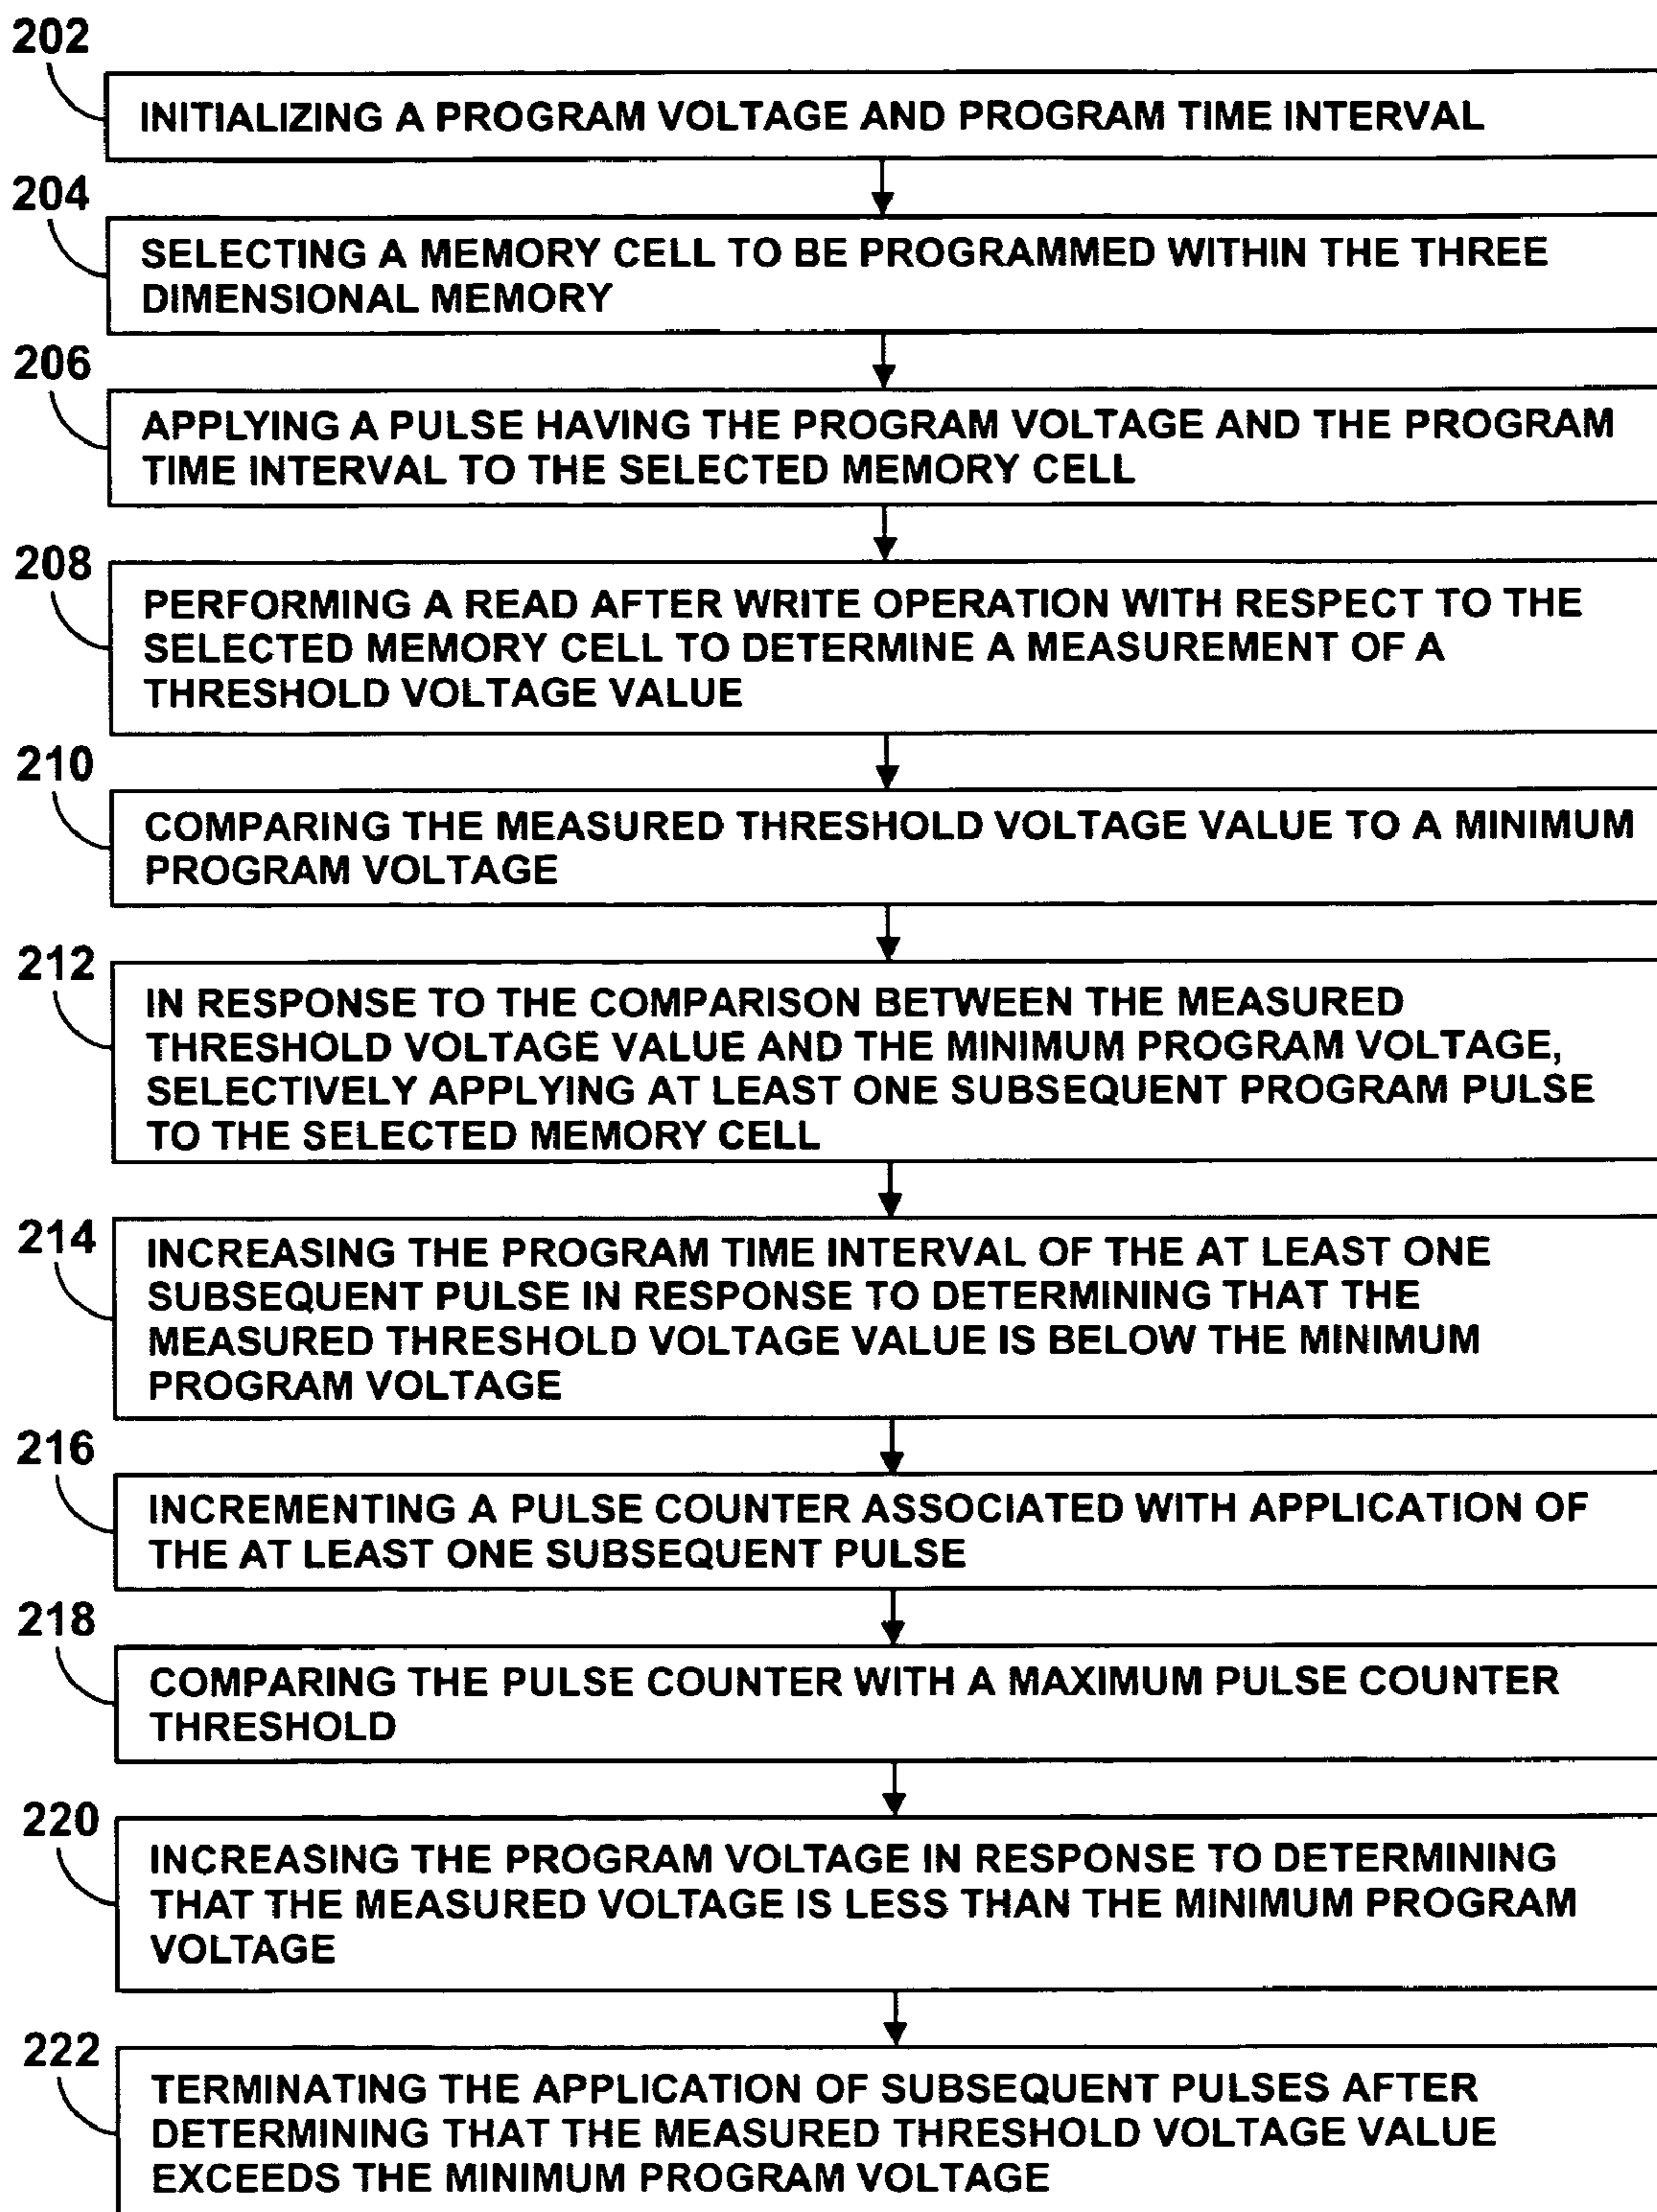 202
INITIALIZING A PROGRAM VOLTAGE AND PROGRAM TIME INTERVAL
204
SELECTING A MEMORY CELL TO BE PROGRAMMED WITHIN THE THREE
DIMENSIONAL MEMORY
206
APPLYING A PULSE HAVING THE PROGRAM VOLTAGE AND THE PROGRAM
TIME INTERVAL TO THE SELECTED MEMORY CELL
208
PERFORMING A READ AFTER WRITE OPERATION WITH RESPECT TO THE
SELECTED MEMORY CELL TO DETERMINE A MEASUREMENT OF A
THRESHOLD VOLTAGE VALUE
210
COMPARING THE MEASURED THRESHOLD VOLTAGE VALUE TO A MINIMUM
PROGRAM VOLTAGE
212
IN RESPONSE TO THE COMPARISON BETWEEN THE MEASURED
THRESHOLD VOLTAGE VALUE AND THE MINIMUM PROGRAM VOLTAGE,
SELECTIVELY APPLYING AT LEAST ONE SUBSEQUENT PROGRAM PULSE
TO THE SELECTED MEMORY CELL
214
INCREASING THE PROGRAM TIME INTERVAL OF THE AT LEAST ONE
SUBSEQUENT PULSE IN RESPONSE TO DETERMINING THAT THE
MEASURED THRESHOLD VOLTAGE VALUE IS BELOW THE MINIMUM
PROGRAM VOLTAGE
216
INCREMENTING A PULSE COUNTER ASSOCIATED WITH APPLICATION OF
THE AT LEAST ONE SUBSEQUENT PULSE
218
COMPARING THE PULSE COUNTER WITH A MAXIMUM PULSE COUNTER
THRESHOLD
220
INCREASING THE PROGRAM VOLTAGE IN RESPONSE TO DETERMINING
THAT THE MEASURED VOLTAGE IS LESS THAN THE MINIMUM PROGRAM
VOLTAGE
222
TERMINATING THE APPLICATION OF SUBSEQUENT PULSES AFTER
DETERMINING THAT THE MEASURED THRESHOLD VOLTAGE VALUE
EXCEEDS THE MINIMUM PROGRAM VOLTAGE